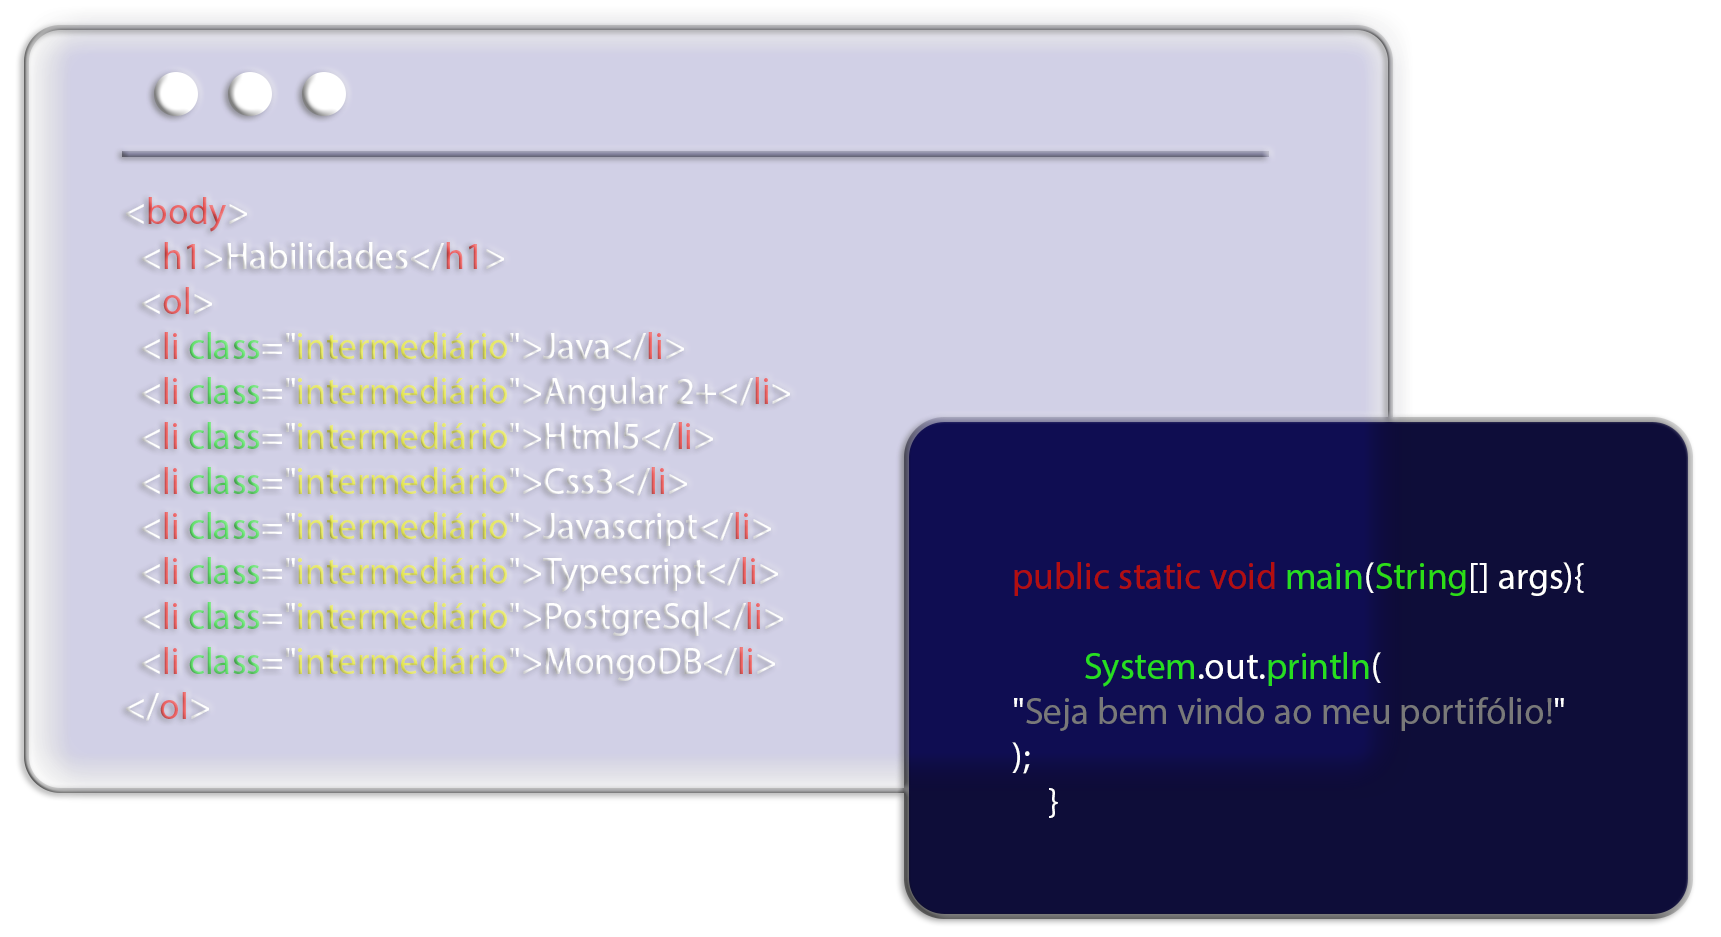 <body>
<h1>Habilidades</h1>
<ol>
<li class="intermediário">Java</li>
<li class="intermediário">Angular 2+</li>
<li class="intermediário">Html5</li>
<li class="intermediário">Css3</li>
<li class="intermediário">Javascript</li>
<li class="intermediário">Typescript</li>
<li class="intermediário">PostgreSql</li>
<li class="intermediário">MongoDB</li>
</ol>
public static void main(String[] args){
System.out.println(
"Seja bem vindo ao meu portifólio!"
);
}